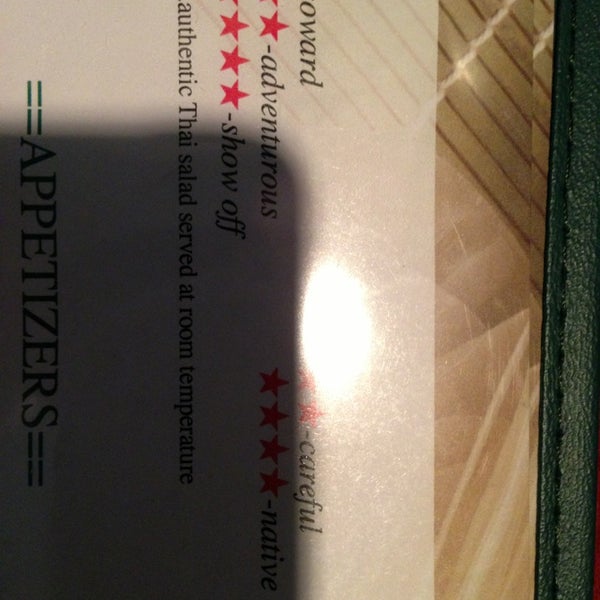 ★★-careful
★★-adventurous ★★★★-native
★★★★-show off
authentic Thai salad served at room temperature
==APPETIZERS==